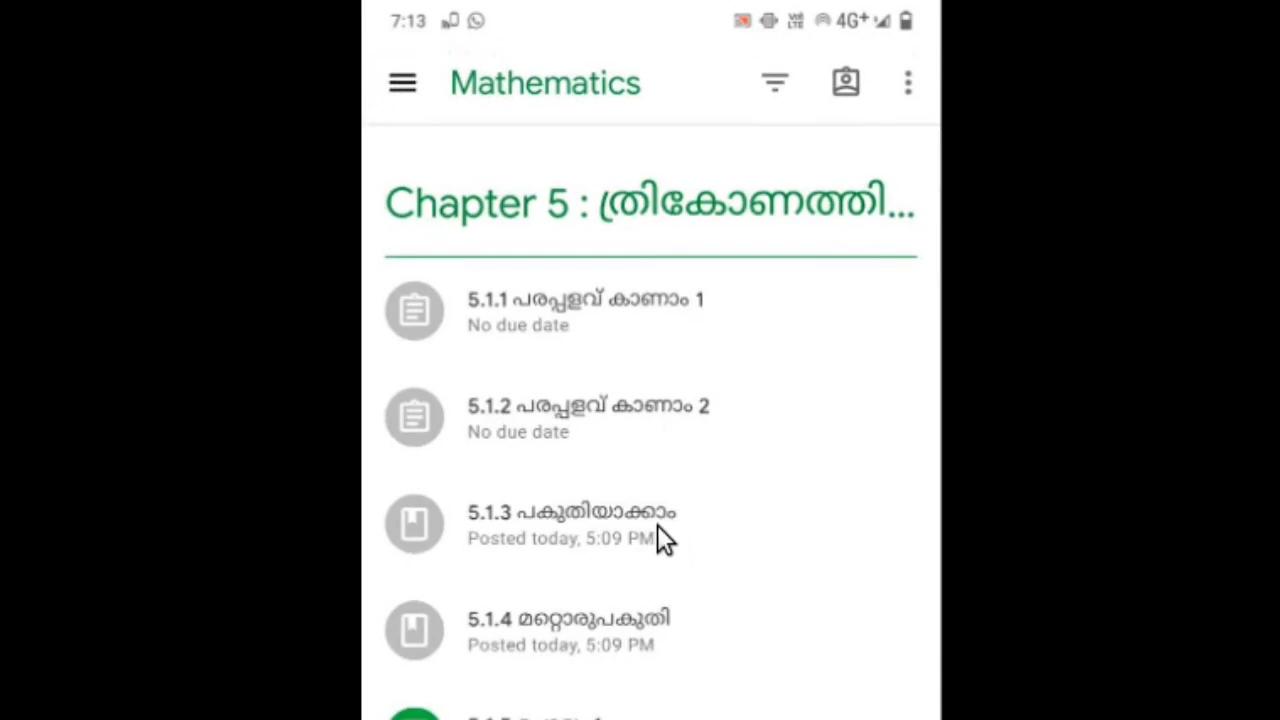 7:13 4G+
Mathematics
Chapter 5 : ത്രികോണത്തി...
5.1.1 പരപ്പളവ് കാണാം 1
No due date
5.1.2 പരപ്പളവ് കാണാം 2
No due date
5.1.3 പകുതിയാക്കാം
Posted today, 5:09 PM
5.1.4 മറ്റൊരുപകുതി
Posted today, 5:09 PM